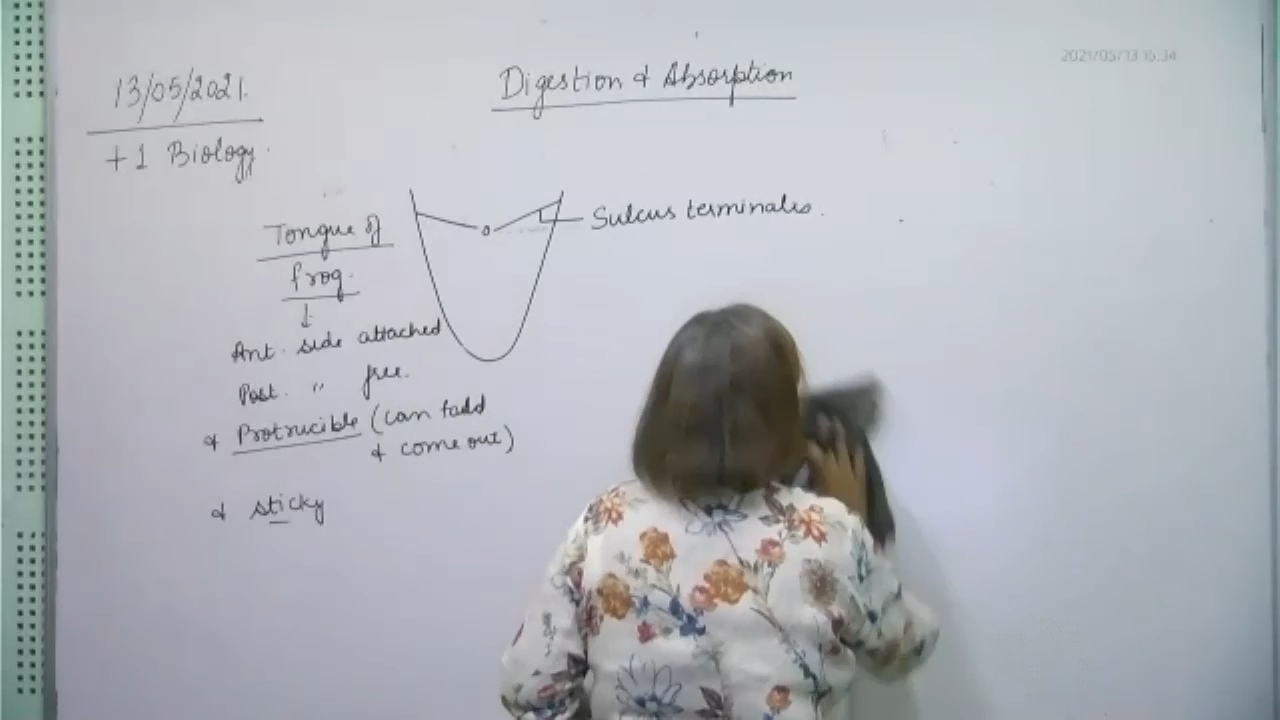 2021/05/13 15:34
Digestion & Absorption
13/05/2021.
+1 Biology.
Sulcus terminalis.
Tongue of
frog.
Ant. side attached
Post. " free.
& Protrucible (can fold
& come out)
& sticky